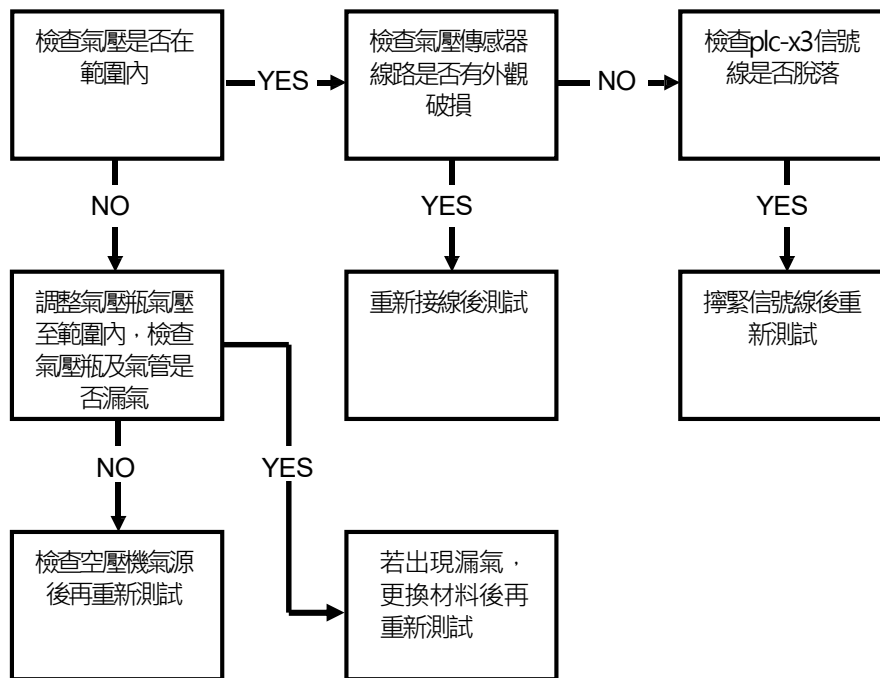 檢查氣壓是否在
範圍內
YES
檢查氣壓傳感器
線路是否有外觀
破損
NO
檢查plc-x3信號
線是否脫落
NO
YES
YES
調整氣壓瓶氣壓
至範圍內，檢查
氣壓瓶及氣管是
否漏氣
重新接線後測試
擰緊信號線後重
新測試
NO
YES
檢查空壓機氣源
後再重新測試
若出現漏氣，
更換材料後再
重新測試